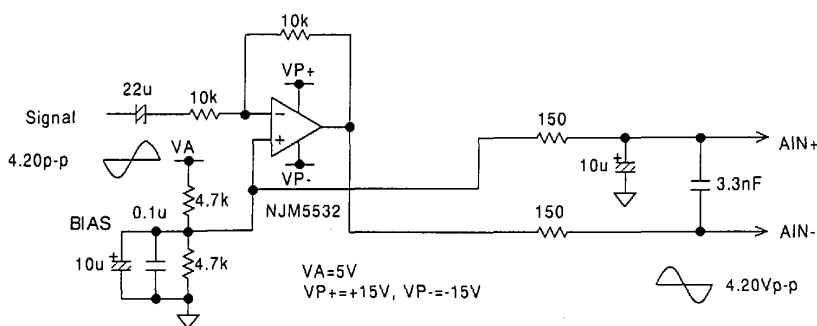 10k
VP+
22u
10k
Signal
−
+
150
AIN+
4.20p-p
VA
VP-
10u
+
3.3nF
4.7k
NJM5532
150
BIAS
0.1u
AIN-
10u
+
4.7k
VA=5V
VP+=+15V, VP-=-15V
4.20Vp-p